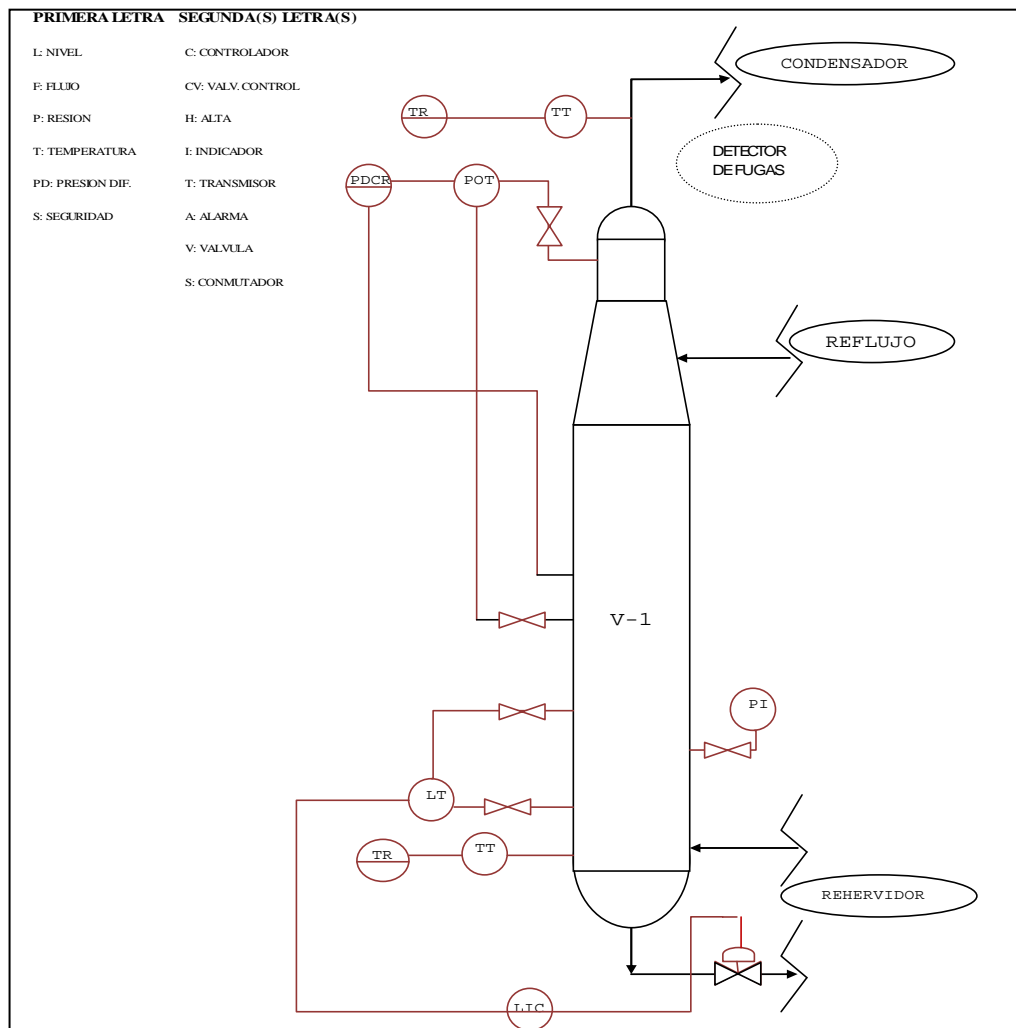 PRIMERA LETRA SEGUNDA(S) LETRA(S)
L: NIVEL C: CONTROLADOR
F: FLUJO CV: VALV. CONTROL
P: RESION H: ALTA
T: TEMPERATURA I: INDICADOR
PD: PRESION DIF. T: TRANSMISOR
S: SEGURIDAD A: ALARMA
V: VALVULA
S: CONMUTADOR
CONDENSADOR
TR TT
DETECTOR
DE FUGAS
PDCR POT
REFLUJO
V-1
PI
LT
TR TT
REHERVIDOR
LIC